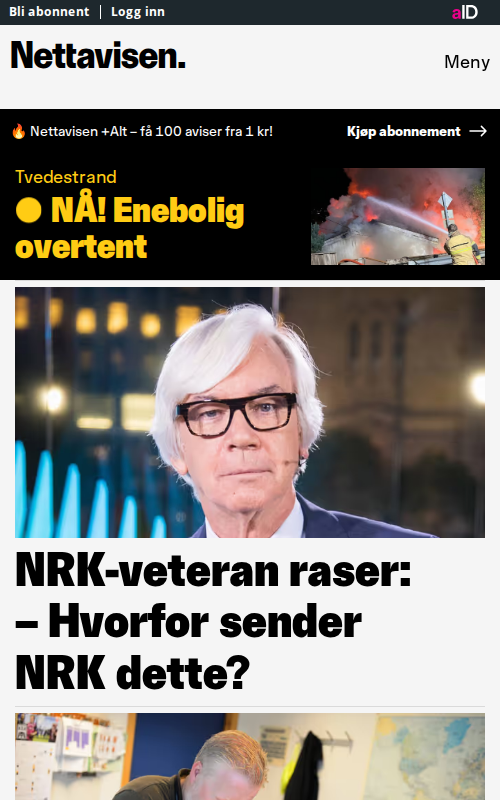 Bli abonnent | Logg inn
aID
Nettavisen.
Meny
🔥 Nettavisen +Alt – få 100 aviser fra 1 kr!
Kjøp abonnement →
Tvedestrand
NÅ! Enebolig
overtent
NRK-veteran raser:
– Hvorfor sender
NRK dette?